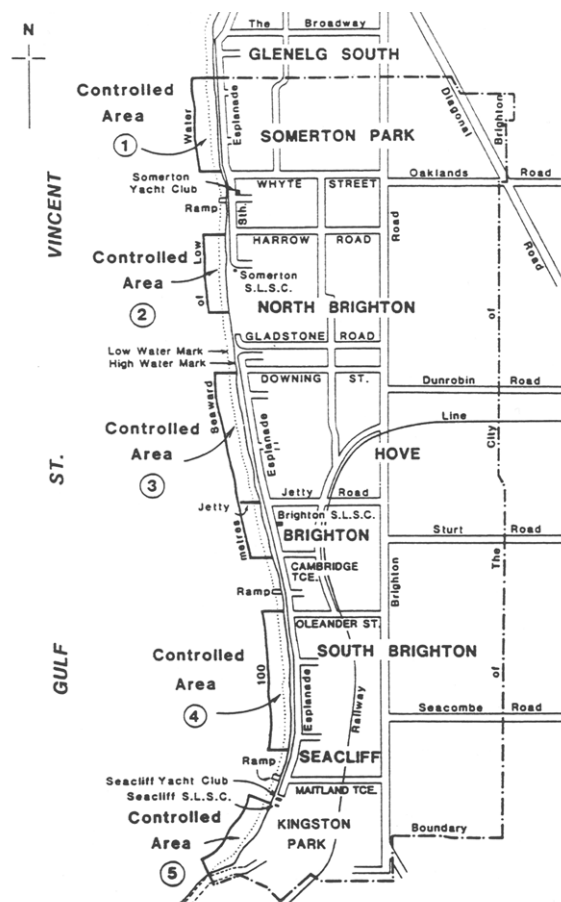 The Broadway
N
GLENELG SOUTH
Controlled
Area
1
Water
Esplanade
Diagonal
Road
Brighton
SOMERTON PARK
Somerton
Yacht Club
Ramp
Sth.
WHYTE STREET
Oaklands Road
HARROW ROAD
Road
VINCENT
Controlled
Area
2
Low
of
Somerton
S.L.S.C.
NORTH BRIGHTON
of
GLADSTONE ROAD
Low Water Mark
High Water Mark
DOWNING ST.
Dunrobin Road
Seaward
Line
Controlled
Area
3
Esplanade
HOVE
City
ST.
Jetty Road
Jetty
Brighton S.L.S.C.
metres
BRIGHTON
Sturt Road
The
CAMBRIDGE
TCE.
Ramp
Brighton
OLEANDER ST.
Controlled
Area
4
100
SOUTH BRIGHTON
GULF
Esplanade
Railway
of
Seacombe Road
SEACLIFF
Ramp
Seacliff Yacht Club
Seacliff S.L.S.C.
MAITLAND TCE.
Controlled
Area
5
KINGSTON
PARK
Boundary